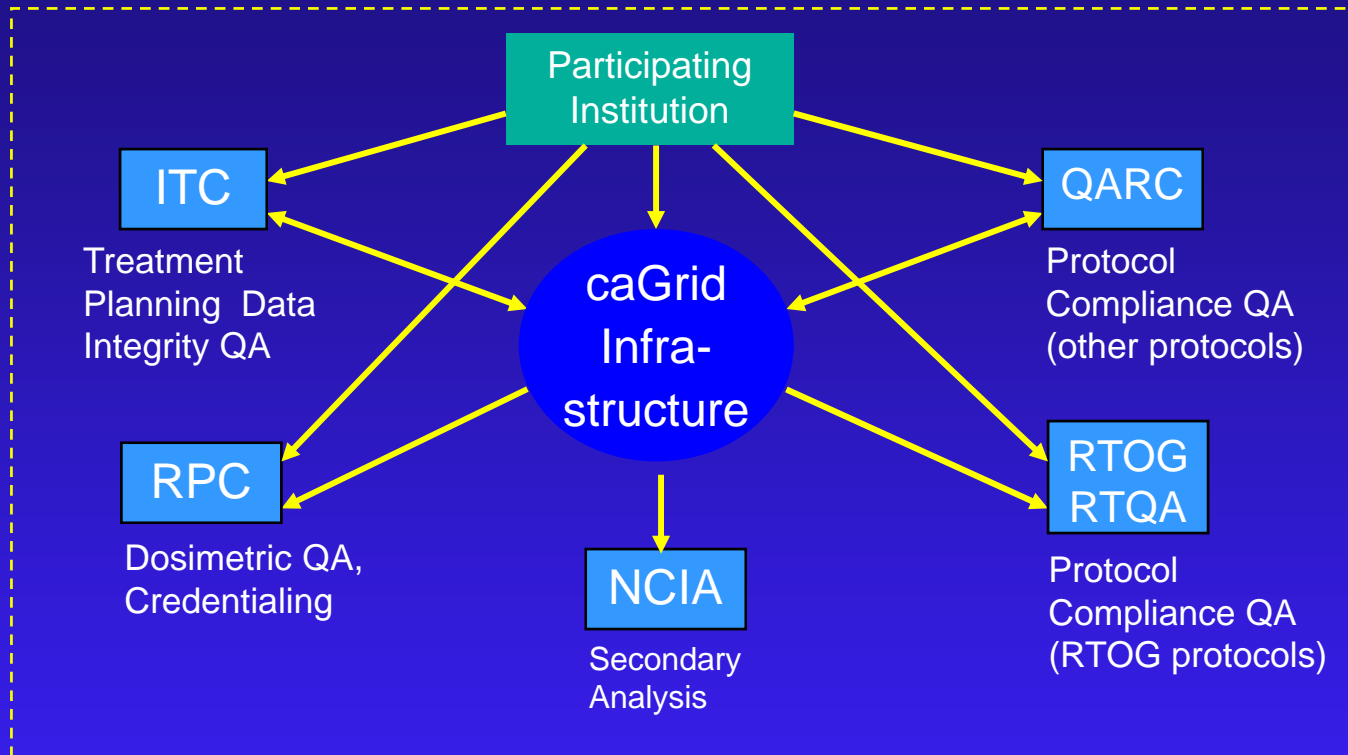 Participating
Institution
ITC
Treatment
Planning Data
Integrity QA
QARC
Protocol
Compliance QA
(other protocols)
caGrid
Infra-
structure
RPC
Dosimetric QA,
Credentialing
NCIA
Secondary
Analysis
RTOG
RTQA
Protocol
Compliance QA
(RTOG protocols)